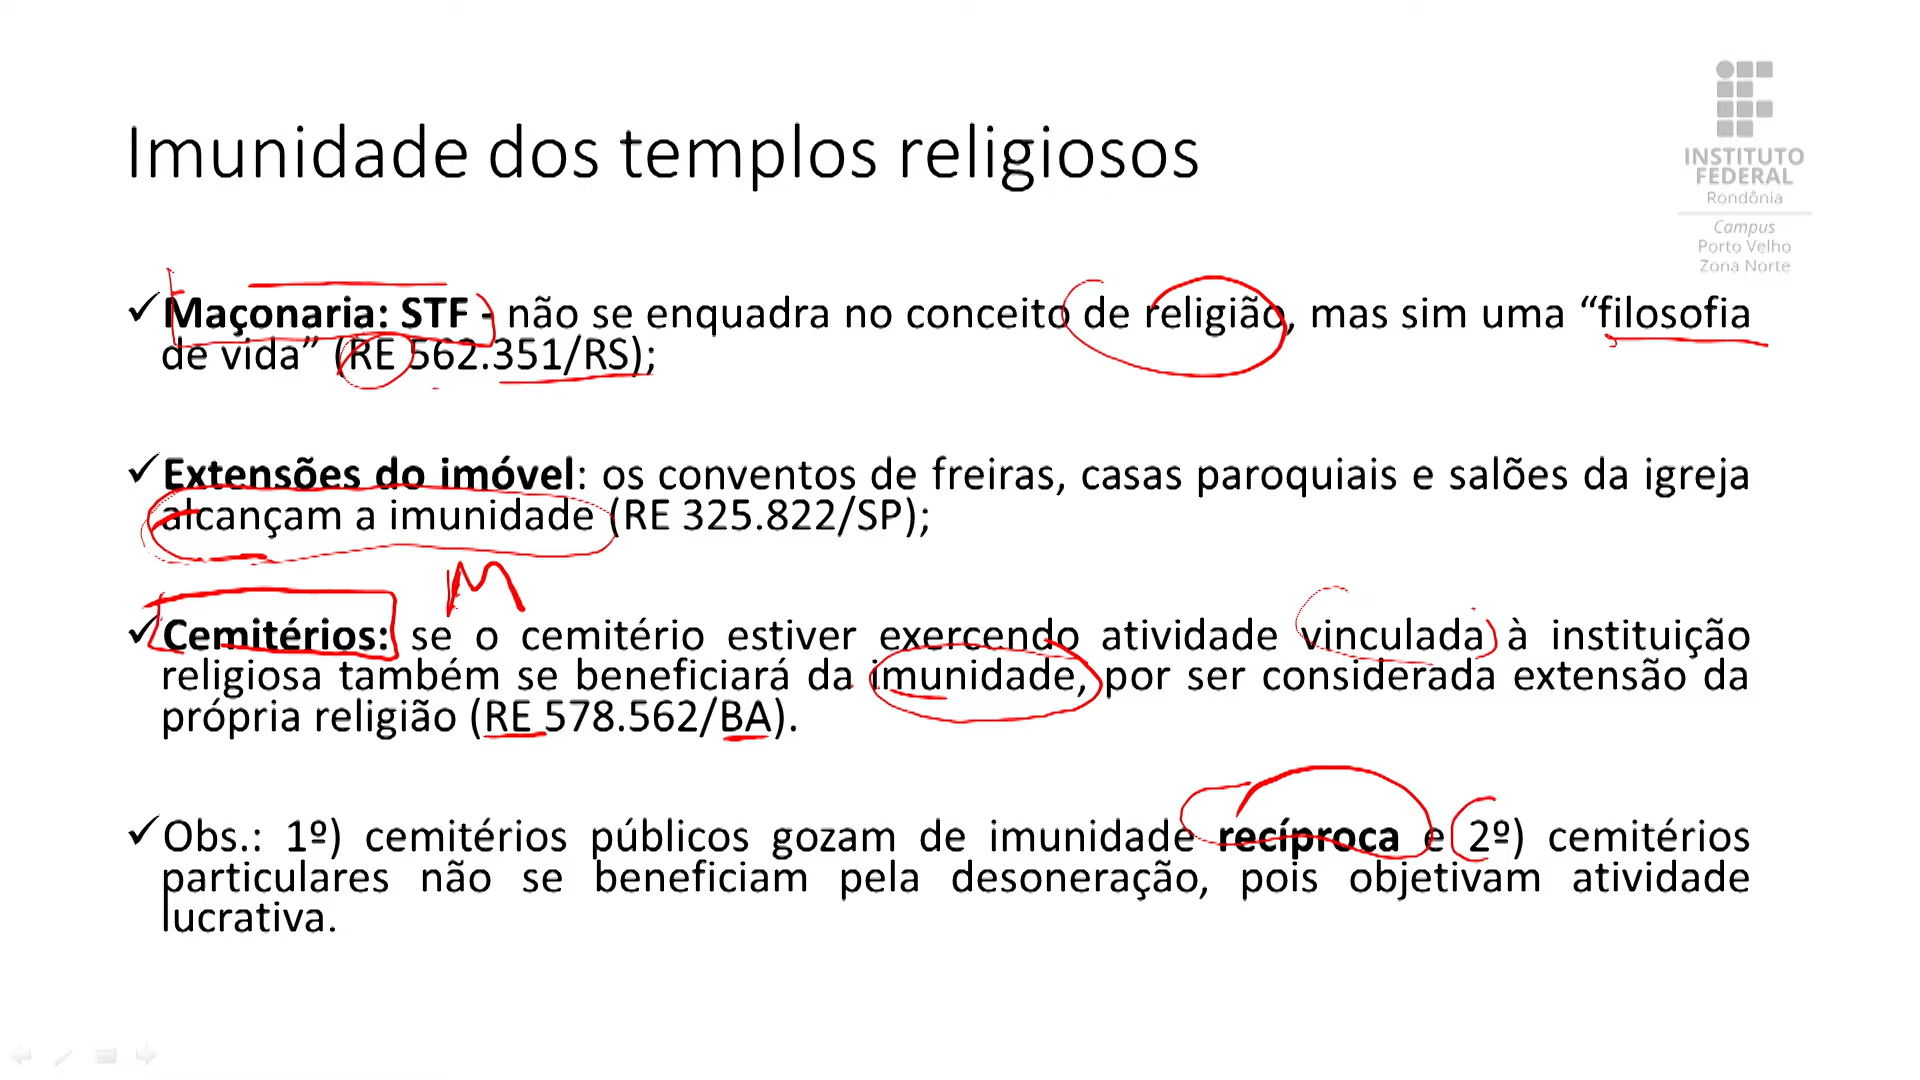 Imunidade dos templos religiosos
INSTITUTO
FEDERAL
Rondônia
Campus
Porto Velho
Zona Norte
✓Maçonaria: STF - não se enquadra no conceito de religião, mas sim uma “filosofia
de vida” (RE 562.351/RS);
✓Extensões do imóvel: os conventos de freiras, casas paroquiais e salões da igreja
alcançam a imunidade (RE 325.822/SP);
M
✓Cemitérios: se o cemitério estiver exercendo atividade vinculada à instituição
religiosa também se beneficiará da imunidade, por ser considerada extensão da
própria religião (RE 578.562/BA).
✓Obs.: 1º) cemitérios públicos gozam de imunidade recíproca e 2º) cemitérios
particulares não se beneficiam pela desoneração, pois objetivam atividade
lucrativa.